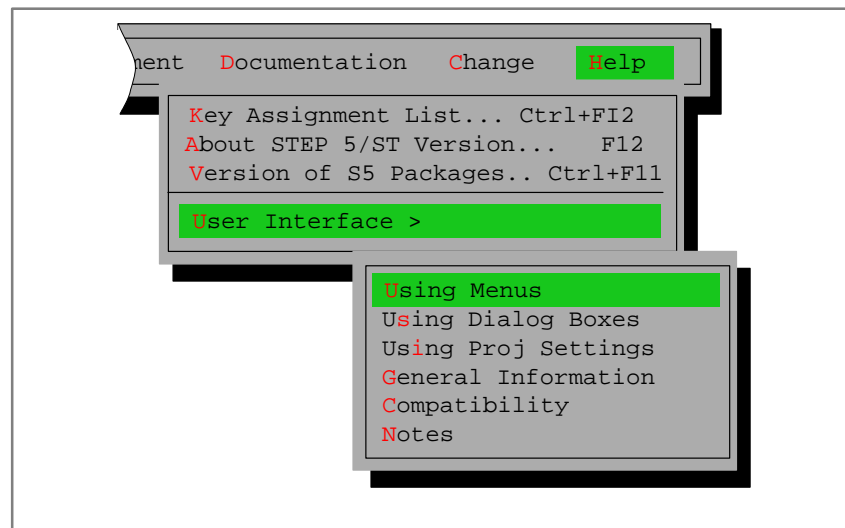 ment Documentation Change Help
Key Assignment List... Ctrl+FI2
About STEP 5/ST Version... F12
Version of S5 Packages.. Ctrl+F11
User Interface >
Using Menus
Using Dialog Boxes
Using Proj Settings
General Information
Compatibility
Notes